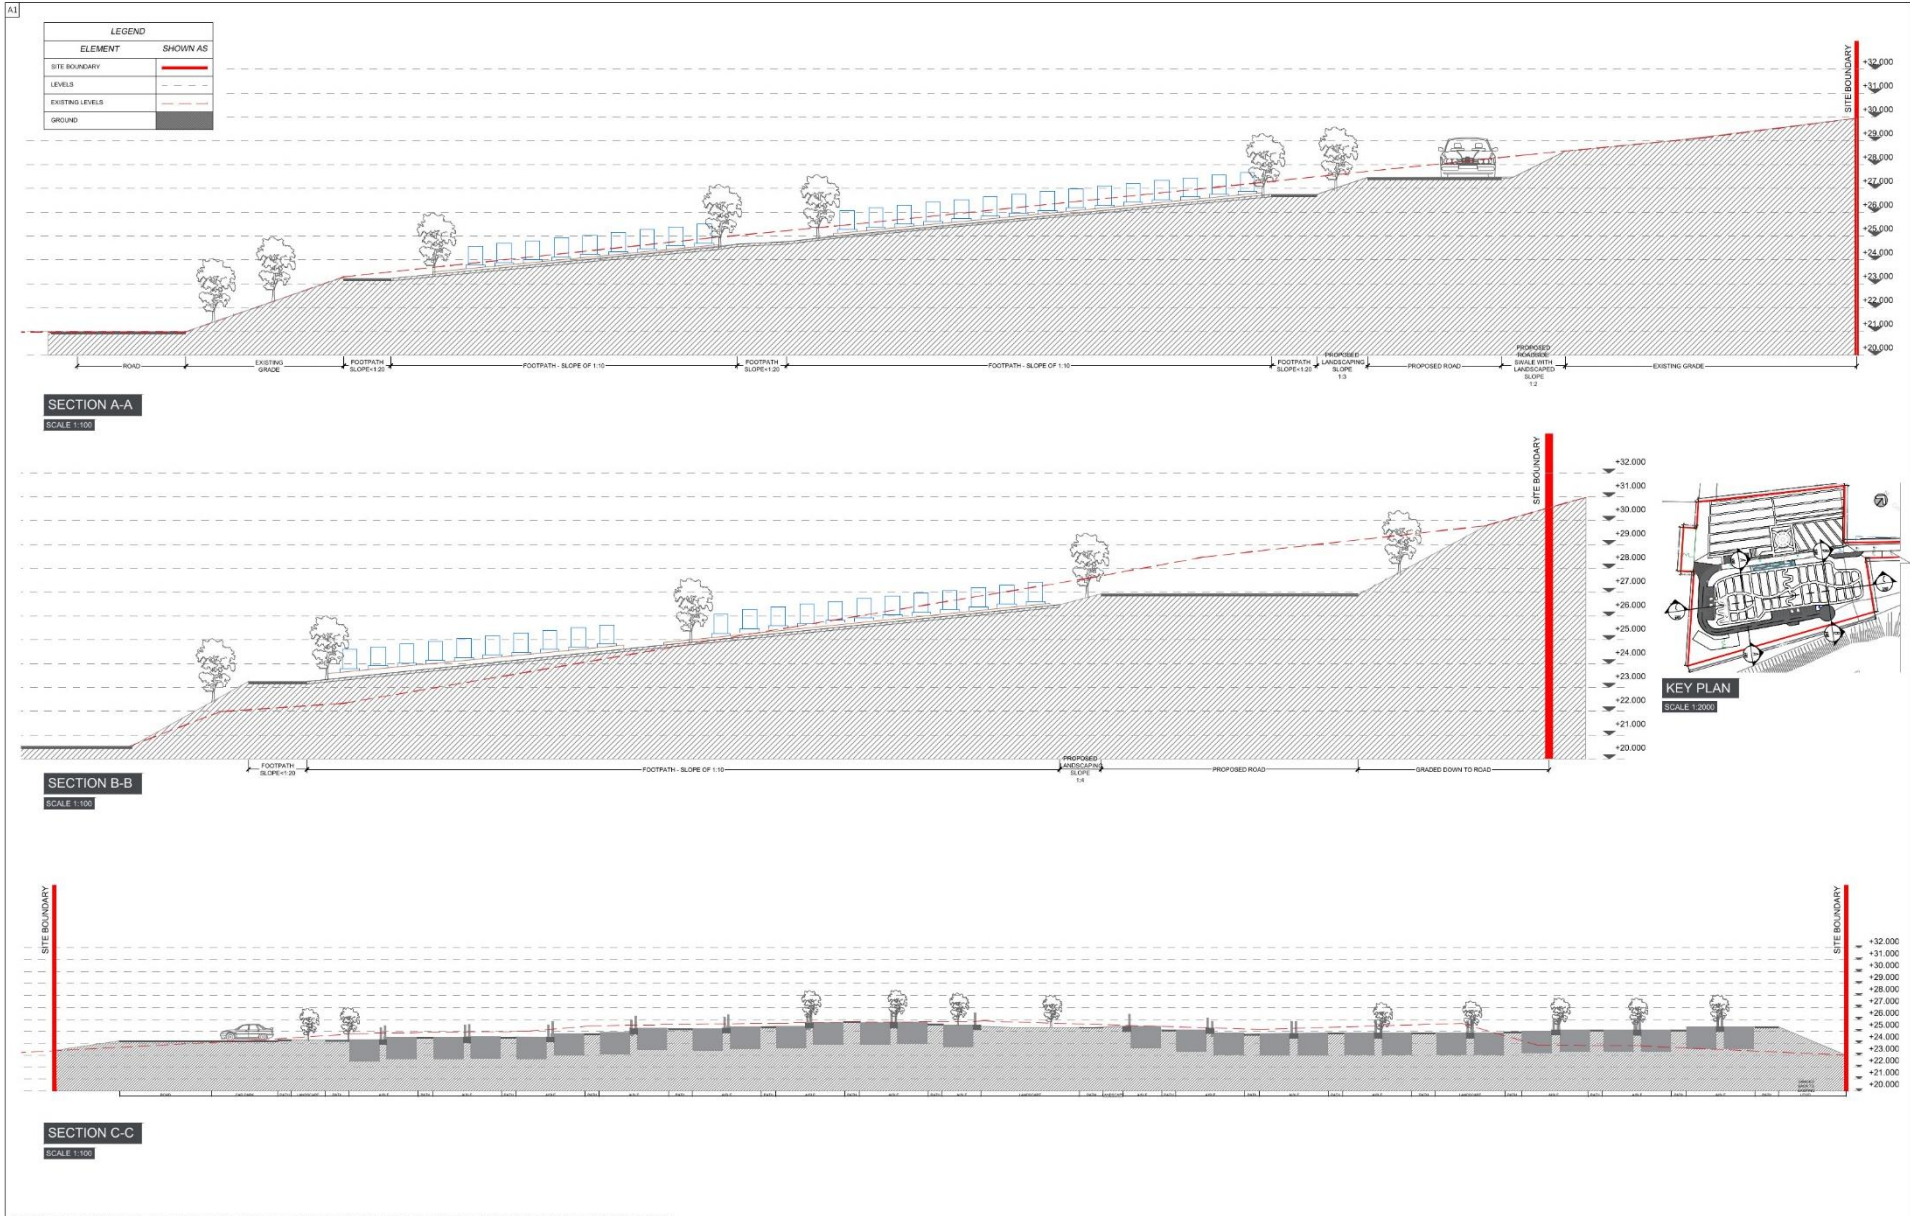 A1
LEGEND
ELEMENT SHOWN AS
SITE BOUNDARY
LEVELS
EXISTING LEVELS
GROUND
SITE BOUNDARY
+32.000
+31.000
+30.000
+29.000
+28.000
+27.000
+26.000
+25.000
+24.000
+23.000
+22.000
+21.000
+20.000
ROAD
EXISTING
GRADE
FOOTPATH
SLOPE<1:20
FOOTPATH - SLOPE OF 1:10
FOOTPATH
SLOPE<1:20
FOOTPATH - SLOPE OF 1:10
FOOTPATH
SLOPE<1:20
PROPOSED
LANDSCAPING
SLOPE
1:3
PROPOSED ROAD
PROPOSED
ROADSIDE
SWALE WITH
LANDSCAPED
SLOPE
1:2
EXISTING GRADE
SECTION A-A
SCALE 1:100
SITE BOUNDARY
+32.000
+31.000
+30.000
+29.000
+28.000
+27.000
+26.000
+25.000
+24.000
+23.000
+22.000
+21.000
+20.000
FOOTPATH
SLOPE<1:20
FOOTPATH - SLOPE OF 1:10
PROPOSED
LANDSCAPING
SLOPE
1:4
PROPOSED ROAD
GRADED DOWN TO ROAD
SECTION B-B
SCALE 1:100
KEY PLAN
SCALE 1:2000
SITE BOUNDARY
SITE BOUNDARY
+32.000
+31.000
+30.000
+29.000
+28.000
+27.000
+26.000
+25.000
+24.000
+23.000
+22.000
+21.000
+20.000
SECTION C-C
SCALE 1:100